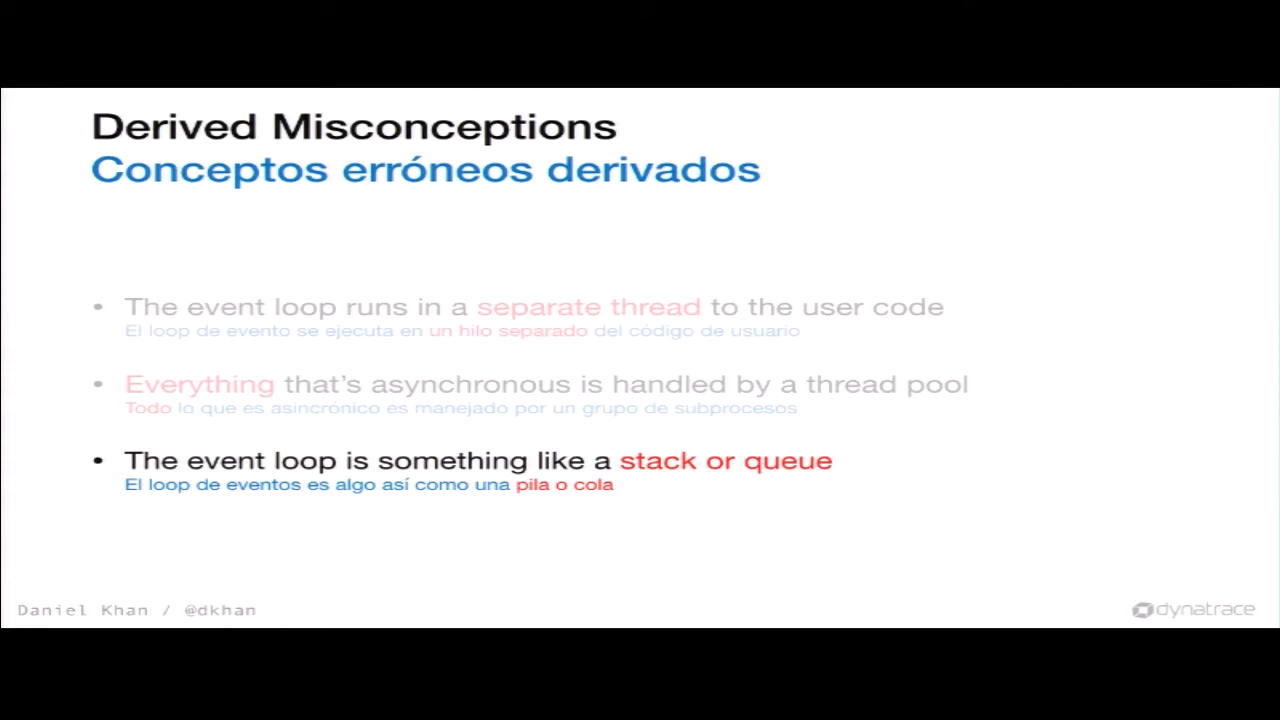 Derived Misconceptions
Conceptos erróneos derivados
• The event loop runs in a separate thread to the user code
El loop de evento se ejecuta en un hilo separado del código de usuario
• Everything that's asynchronous is handled by a thread pool
Todo lo que es asincrónico es manejado por un grupo de subprocesos
• The event loop is something like a stack or queue
El loop de eventos es algo así como una pila o cola
Daniel Khan / @dkhan
dynatrace